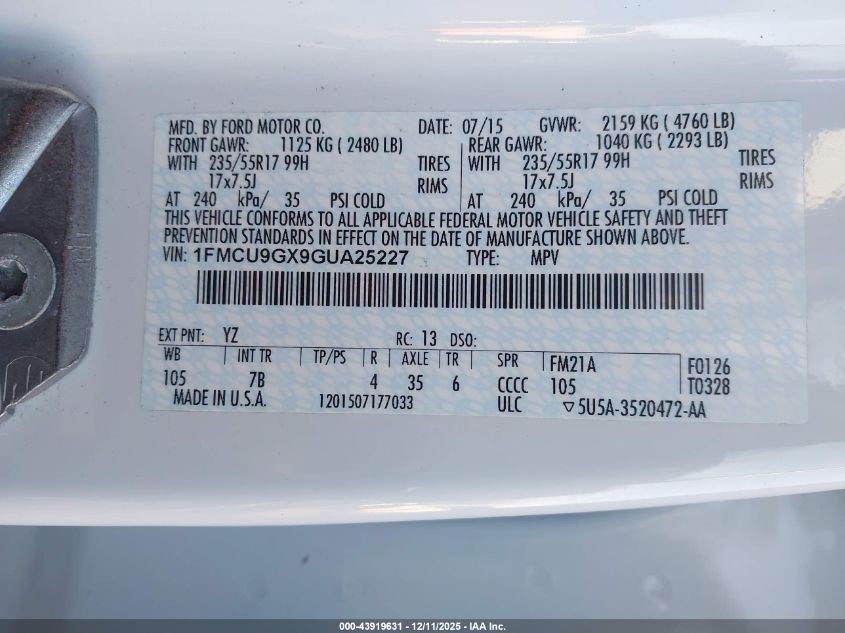 MFD. BY FORD MOTOR CO. DATE: 07/15 GVWR: 2159 KG ( 4760 LB)
FRONT GAWR: 1125 KG ( 2480 LB) REAR GAWR: 1040 KG ( 2293 LB)
WITH 235/55R17 99H TIRES WITH 235/55R17 99H TIRES
17x7.5J RIMS 17x7.5J RIMS
AT 240 kPa/ 35 PSI COLD AT 240 kPa/ 35 PSI COLD
THIS VEHICLE CONFORMS TO ALL APPLICABLE FEDERAL MOTOR VEHICLE SAFETY AND THEFT
PREVENTION STANDARDS IN EFFECT ON THE DATE OF MANUFACTURE SHOWN ABOVE.
VIN: 1FMCU9GX9GUA25227 TYPE: MPV
EXT PNT: YZ RC: 13 DSO:
WB INT TR TP/PS R AXLE TR SPR FM21A F0126
105 7B 4 35 6 CCCC 105 T0328
MADE IN U.S.A. 1201507177033 ULC ▽5U5A-3520472-AA
000-43919631 - 12/11/2025 - IAA Inc.